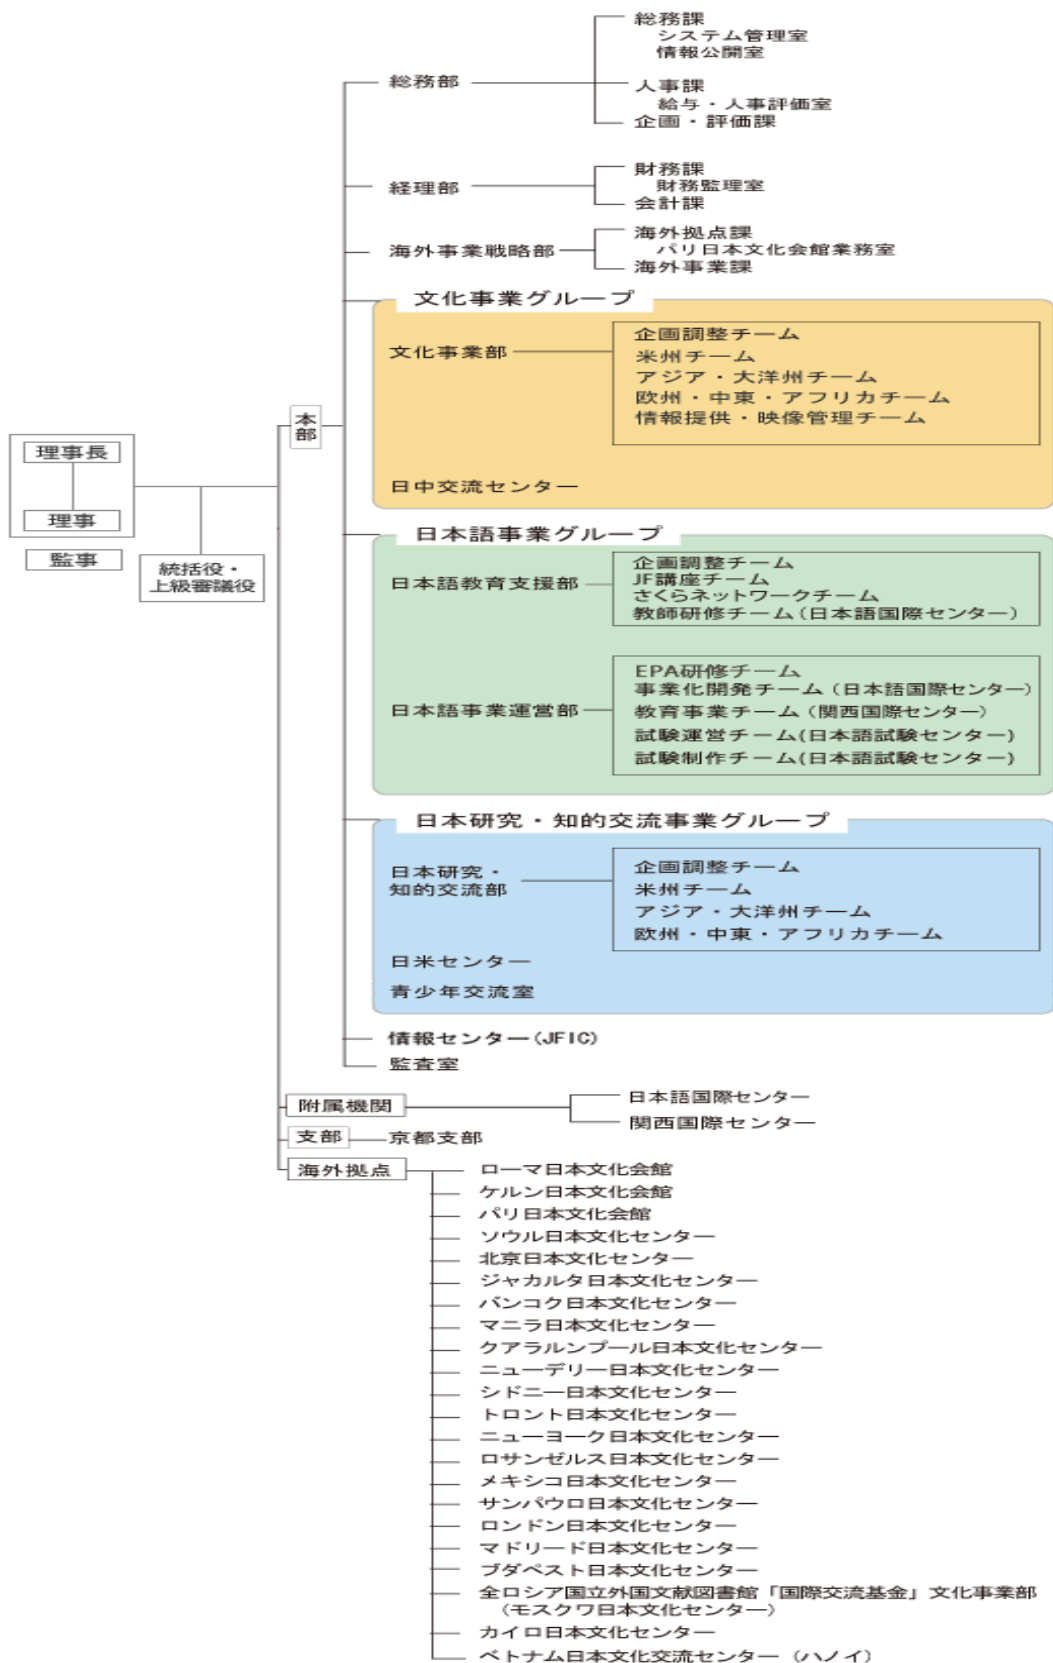 総務課
システム管理室
情報公開室
総務部
人事課
給与・人事評価室
企画・評価課
財務課
経理部
財務監理室
会計課
海外拠点課
海外事業戦略部
パリ日本文化会館業務室
海外事業課
文化事業グループ
文化事業部
企画調整チーム
米州チーム
アジア・大洋州チーム
欧州・中東・アフリカチーム
情報提供・映像管理チーム
日中交流センター
本部
理事長
理事
監事
統括役・
上級審議役
日本語事業グループ
日本語教育支援部
企画調整チーム
JF講座チーム
さくらネットワークチーム
教師研修チーム(日本語国際センター)
日本語事業運営部
EPA研修チーム
事業化開発チーム(日本語国際センター)
教育事業チーム(関西国際センター)
試験運営チーム(日本語試験センター)
試験制作チーム(日本語試験センター)
日本研究・知的交流事業グループ
日本研究・
知的交流部
企画調整チーム
米州チーム
アジア・大洋州チーム
欧州・中東・アフリカチーム
日米センター
青少年交流室
情報センター(JFIC)
監査室
附属機関
日本語国際センター
関西国際センター
支部
京都支部
海外拠点
ローマ日本文化会館
ケルン日本文化会館
パリ日本文化会館
ソウル日本文化センター
北京日本文化センター
ジャカルタ日本文化センター
バンコク日本文化センター
マニラ日本文化センター
クアラルンプール日本文化センター
ニューデリー日本文化センター
シドニー日本文化センター
トロント日本文化センター
ニューヨーク日本文化センター
ロサンゼルス日本文化センター
メキシコ日本文化センター
サンパウロ日本文化センター
ロンドン日本文化センター
マドリード日本文化センター
ブダペスト日本文化センター
全ロシア国立外国文献図書館「国際交流基金」文化事業部
(モスクワ日本文化センター)
カイロ日本文化センター
ベトナム日本文化交流センター(ハノイ)